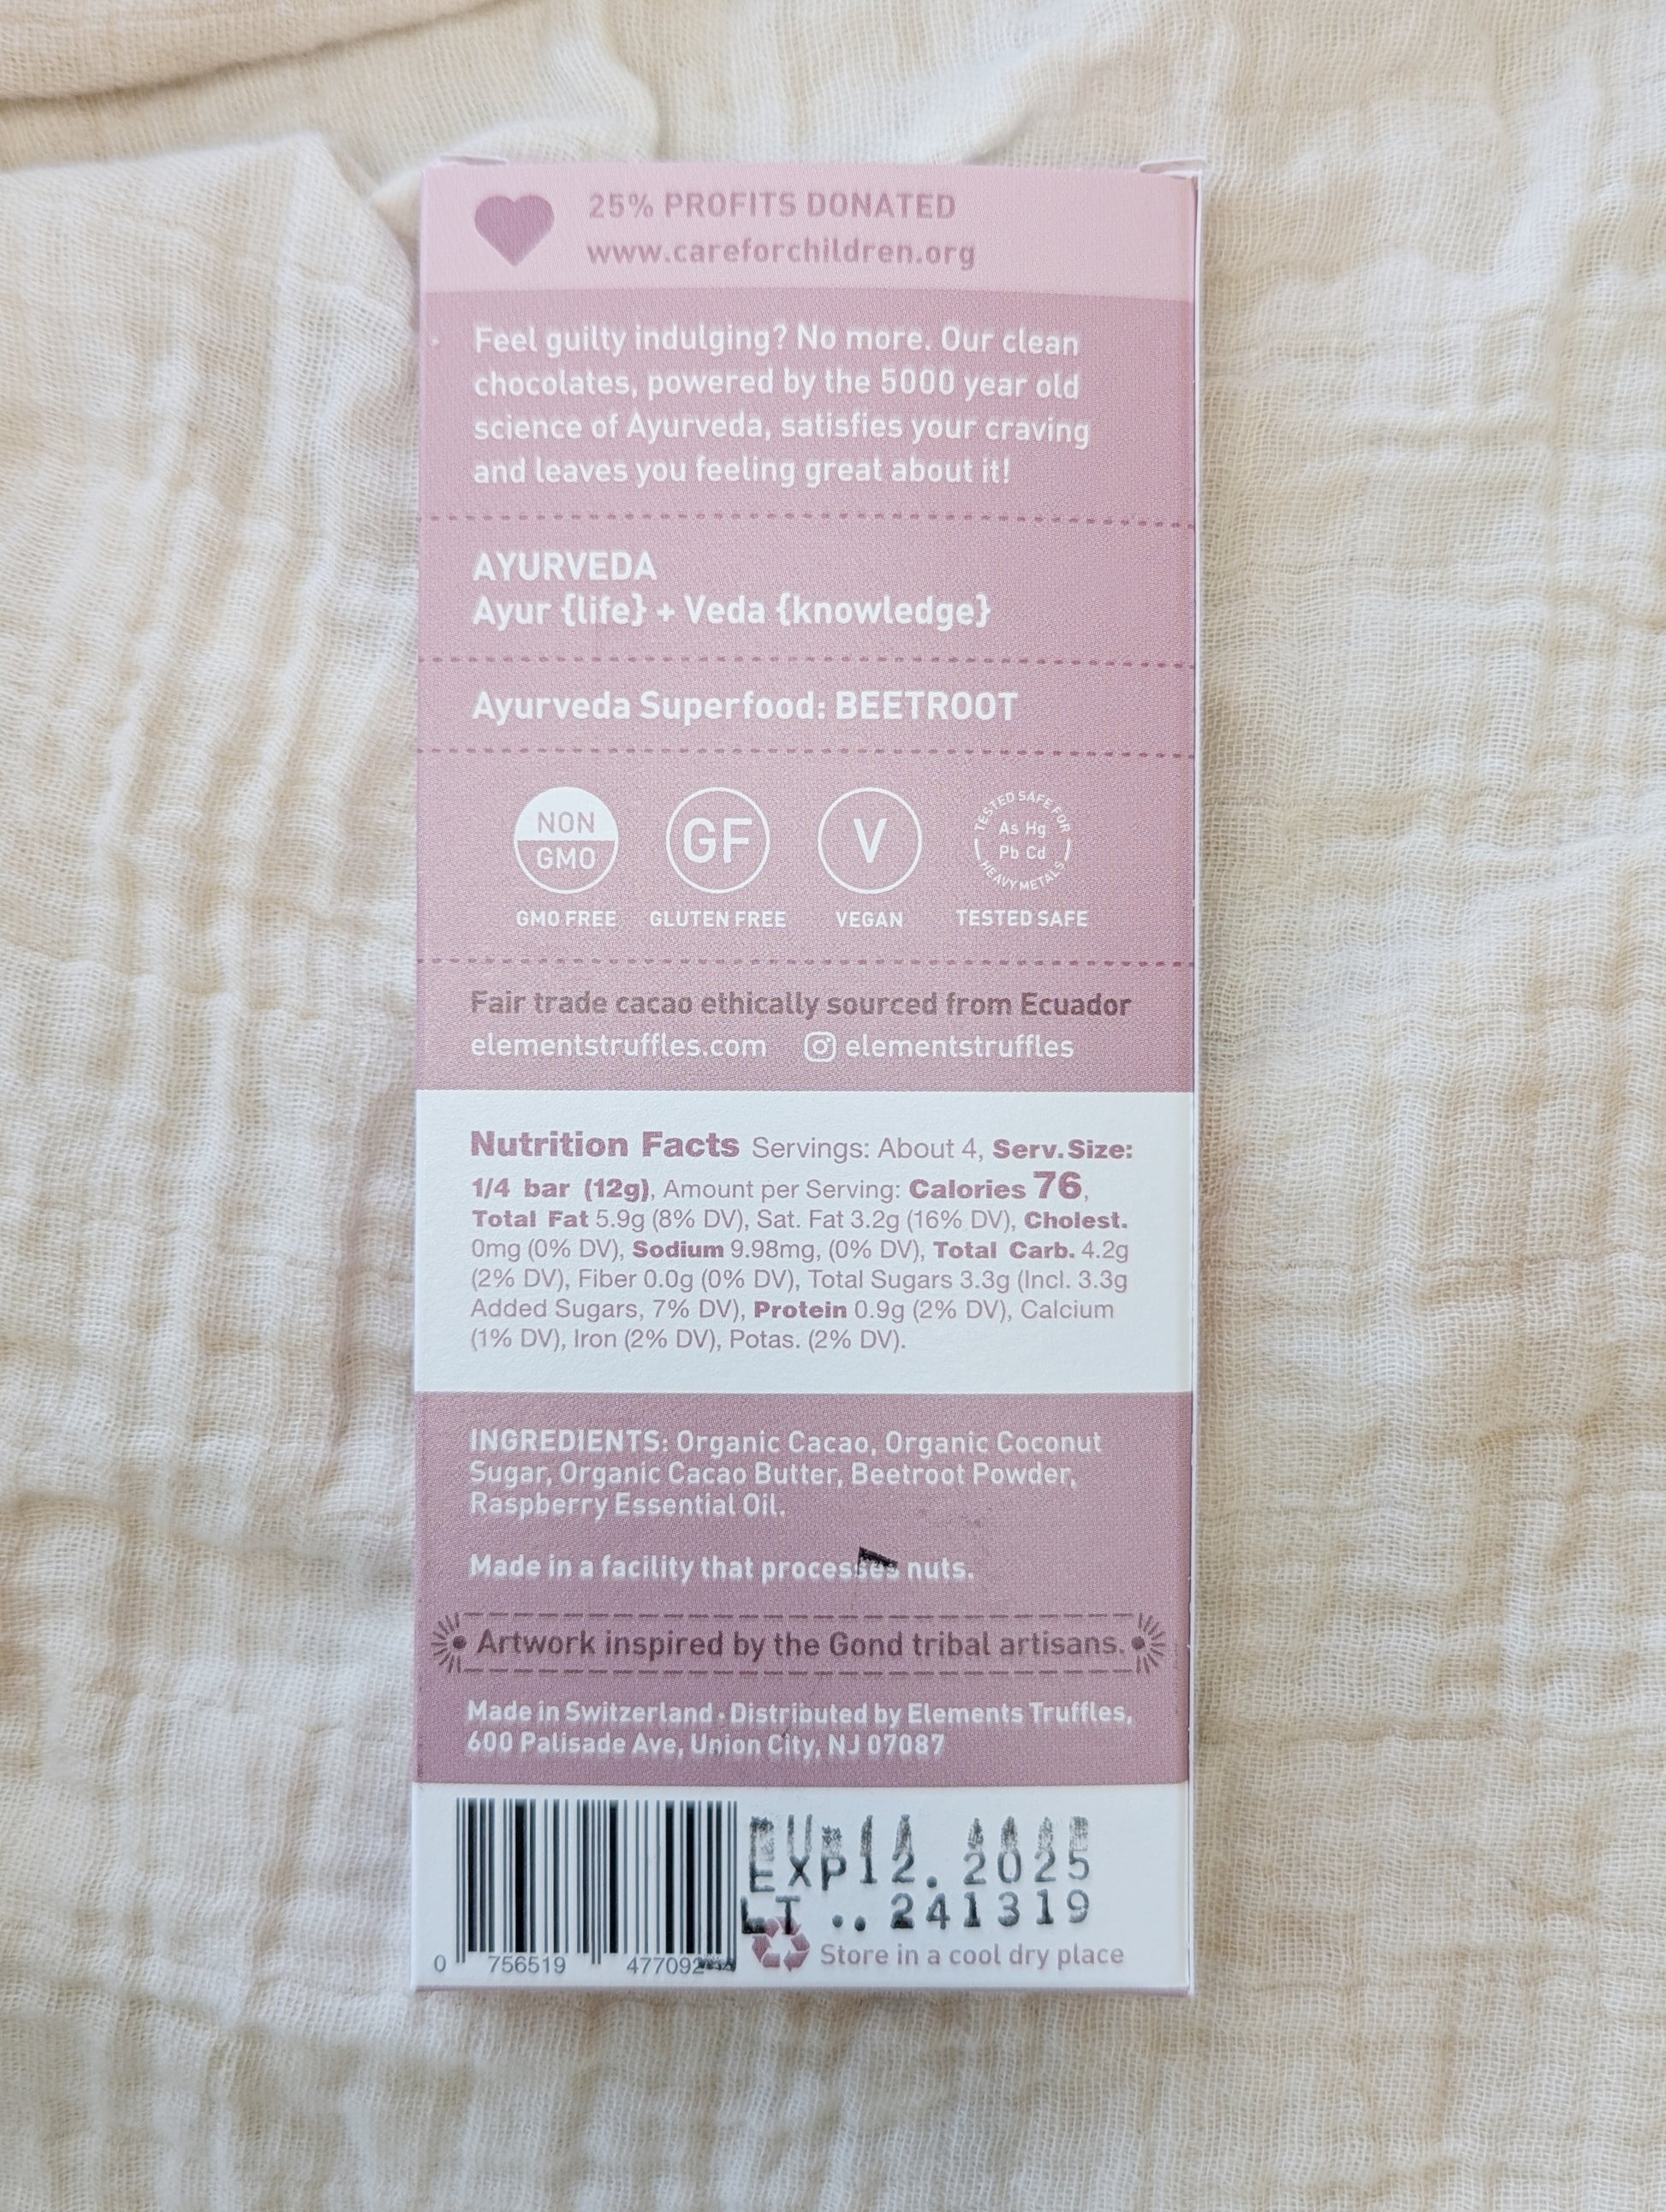 25% PROFITS DONATED
www.careforchildren.org
Feel guilty indulging? No more. Our clean
chocolates, powered by the 5000 year old
science of Ayurveda, satisfies your craving
and leaves you feeling great about it!
AYURVEDA
Ayur {life} + Veda {knowledge}
Ayurveda Superfood: BEETROOT
NON
GMO
GMO FREE
GF
GLUTEN FREE
V
VEGAN
TESTED SAFE FOR
As Hg
Pb Cd
HEAVY METALS
TESTED SAFE
Fair trade cacao ethically sourced from Ecuador
elementstruffles.com elementstruffles
Nutrition Facts Servings: About 4, Serv. Size:
1/4 bar (12g), Amount per Serving: Calories 76,
Total Fat 5.9g (8% DV), Sat. Fat 3.2g (16% DV), Cholest.
0mg (0% DV), Sodium 9.98mg, (0% DV), Total Carb. 4.2g
(2% DV), Fiber 0.0g (0% DV), Total Sugars 3.3g (Incl. 3.3g
Added Sugars, 7% DV), Protein 0.9g (2% DV), Calcium
(1% DV), Iron (2% DV), Potas. (2% DV).
INGREDIENTS: Organic Cacao, Organic Coconut
Sugar, Organic Cacao Butter, Beetroot Powder,
Raspberry Essential Oil.
Made in a facility that processes nuts.
Artwork inspired by the Gond tribal artisans.
Made in Switzerland · Distributed by Elements Truffles,
600 Palisade Ave, Union City, NJ 07087
EXP12. 2025
LT .. 241319
Store in a cool dry place
0 756519 477092